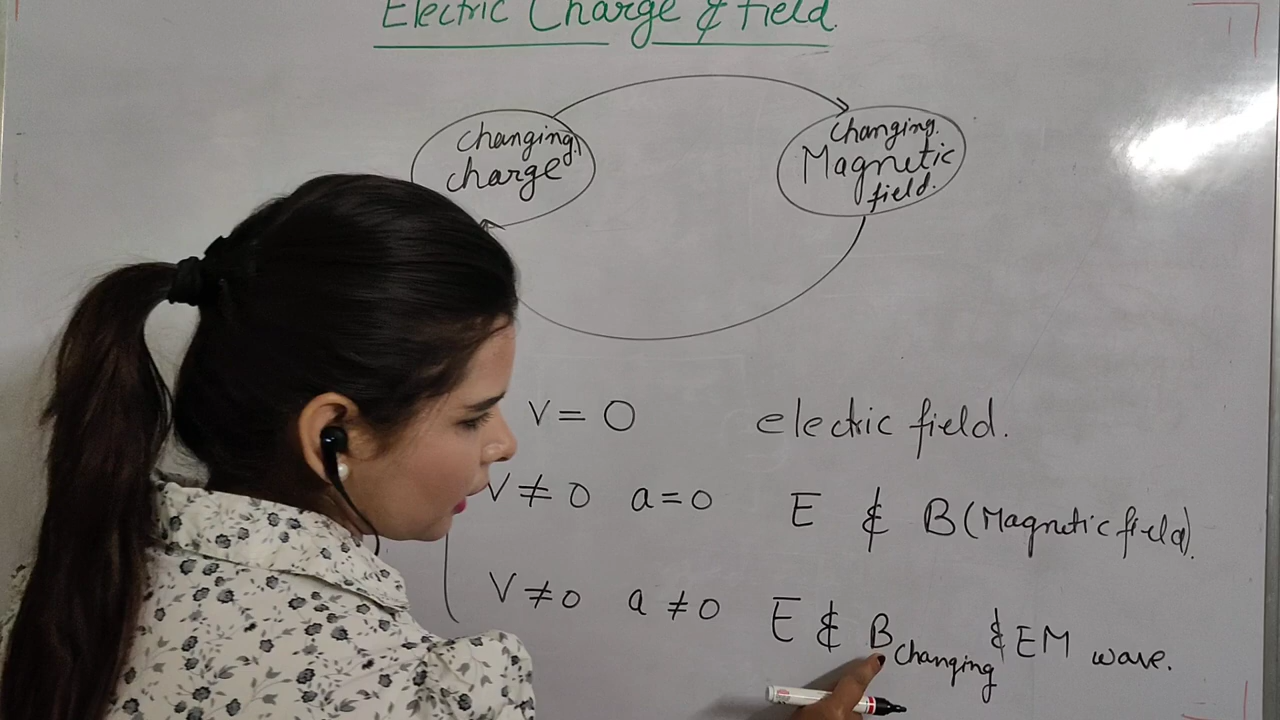 Electric Charge & field.
changing
charge
changing.
Magnetic
field.
V = 0 electric field.
V ≠ 0 a = 0 E & B (Magnetic field).
V ≠ 0 a ≠ 0 E & B changing & EM wave.